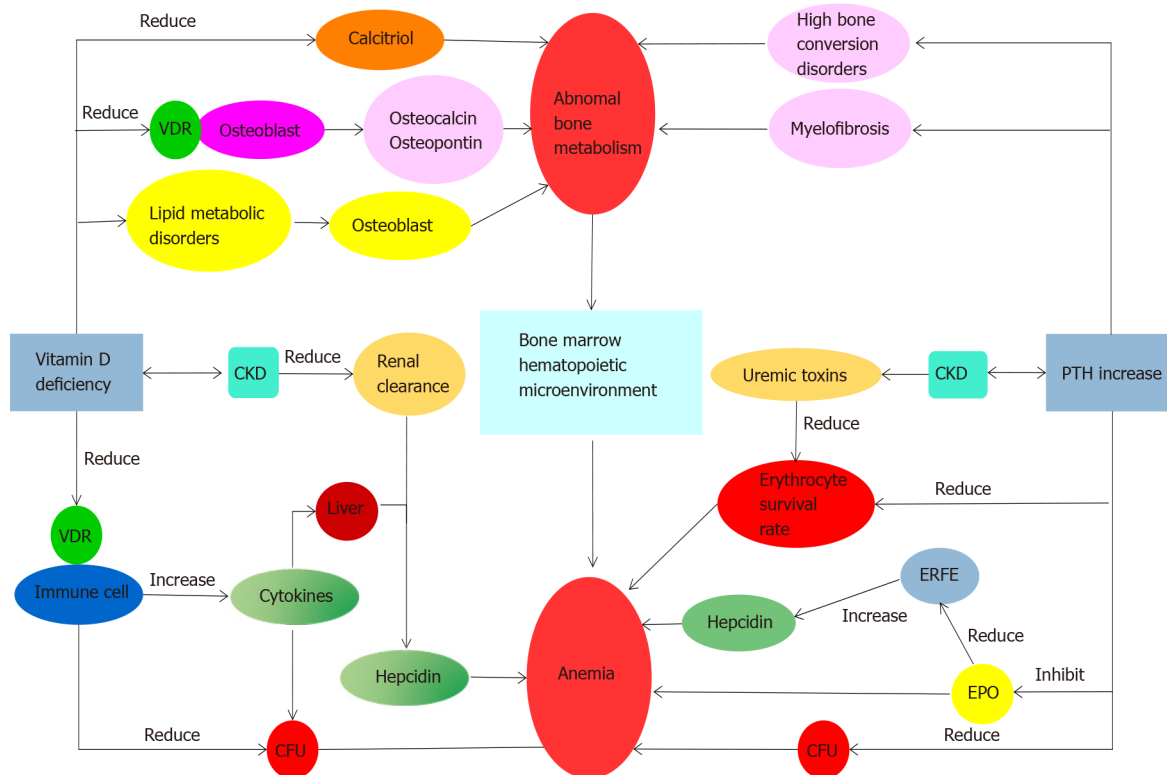 Reduce
Calcitriol
High bone
conversion
disorders
Reduce
VDR
Osteoblast
Osteocalcin
Osteopontin
Abnomal
bone
metabolism
Myelofibrosis
Lipid metabolic
disorders
Osteoblast
Vitamin D
deficiency
CKD
Reduce
Renal
clearance
Bone marrow
hematopoietic
microenvironment
Uremic toxins
CKD
PTH increase
Reduce
Reduce
Erythrocyte
survival
rate
Reduce
VDR
Liver
Immune cell
Increase
Cytokines
ERFE
Hepcidin
Increase
Reduce
Hepcidin
Anemia
EPO
Inhibit
Reduce
CFU
CFU
Reduce